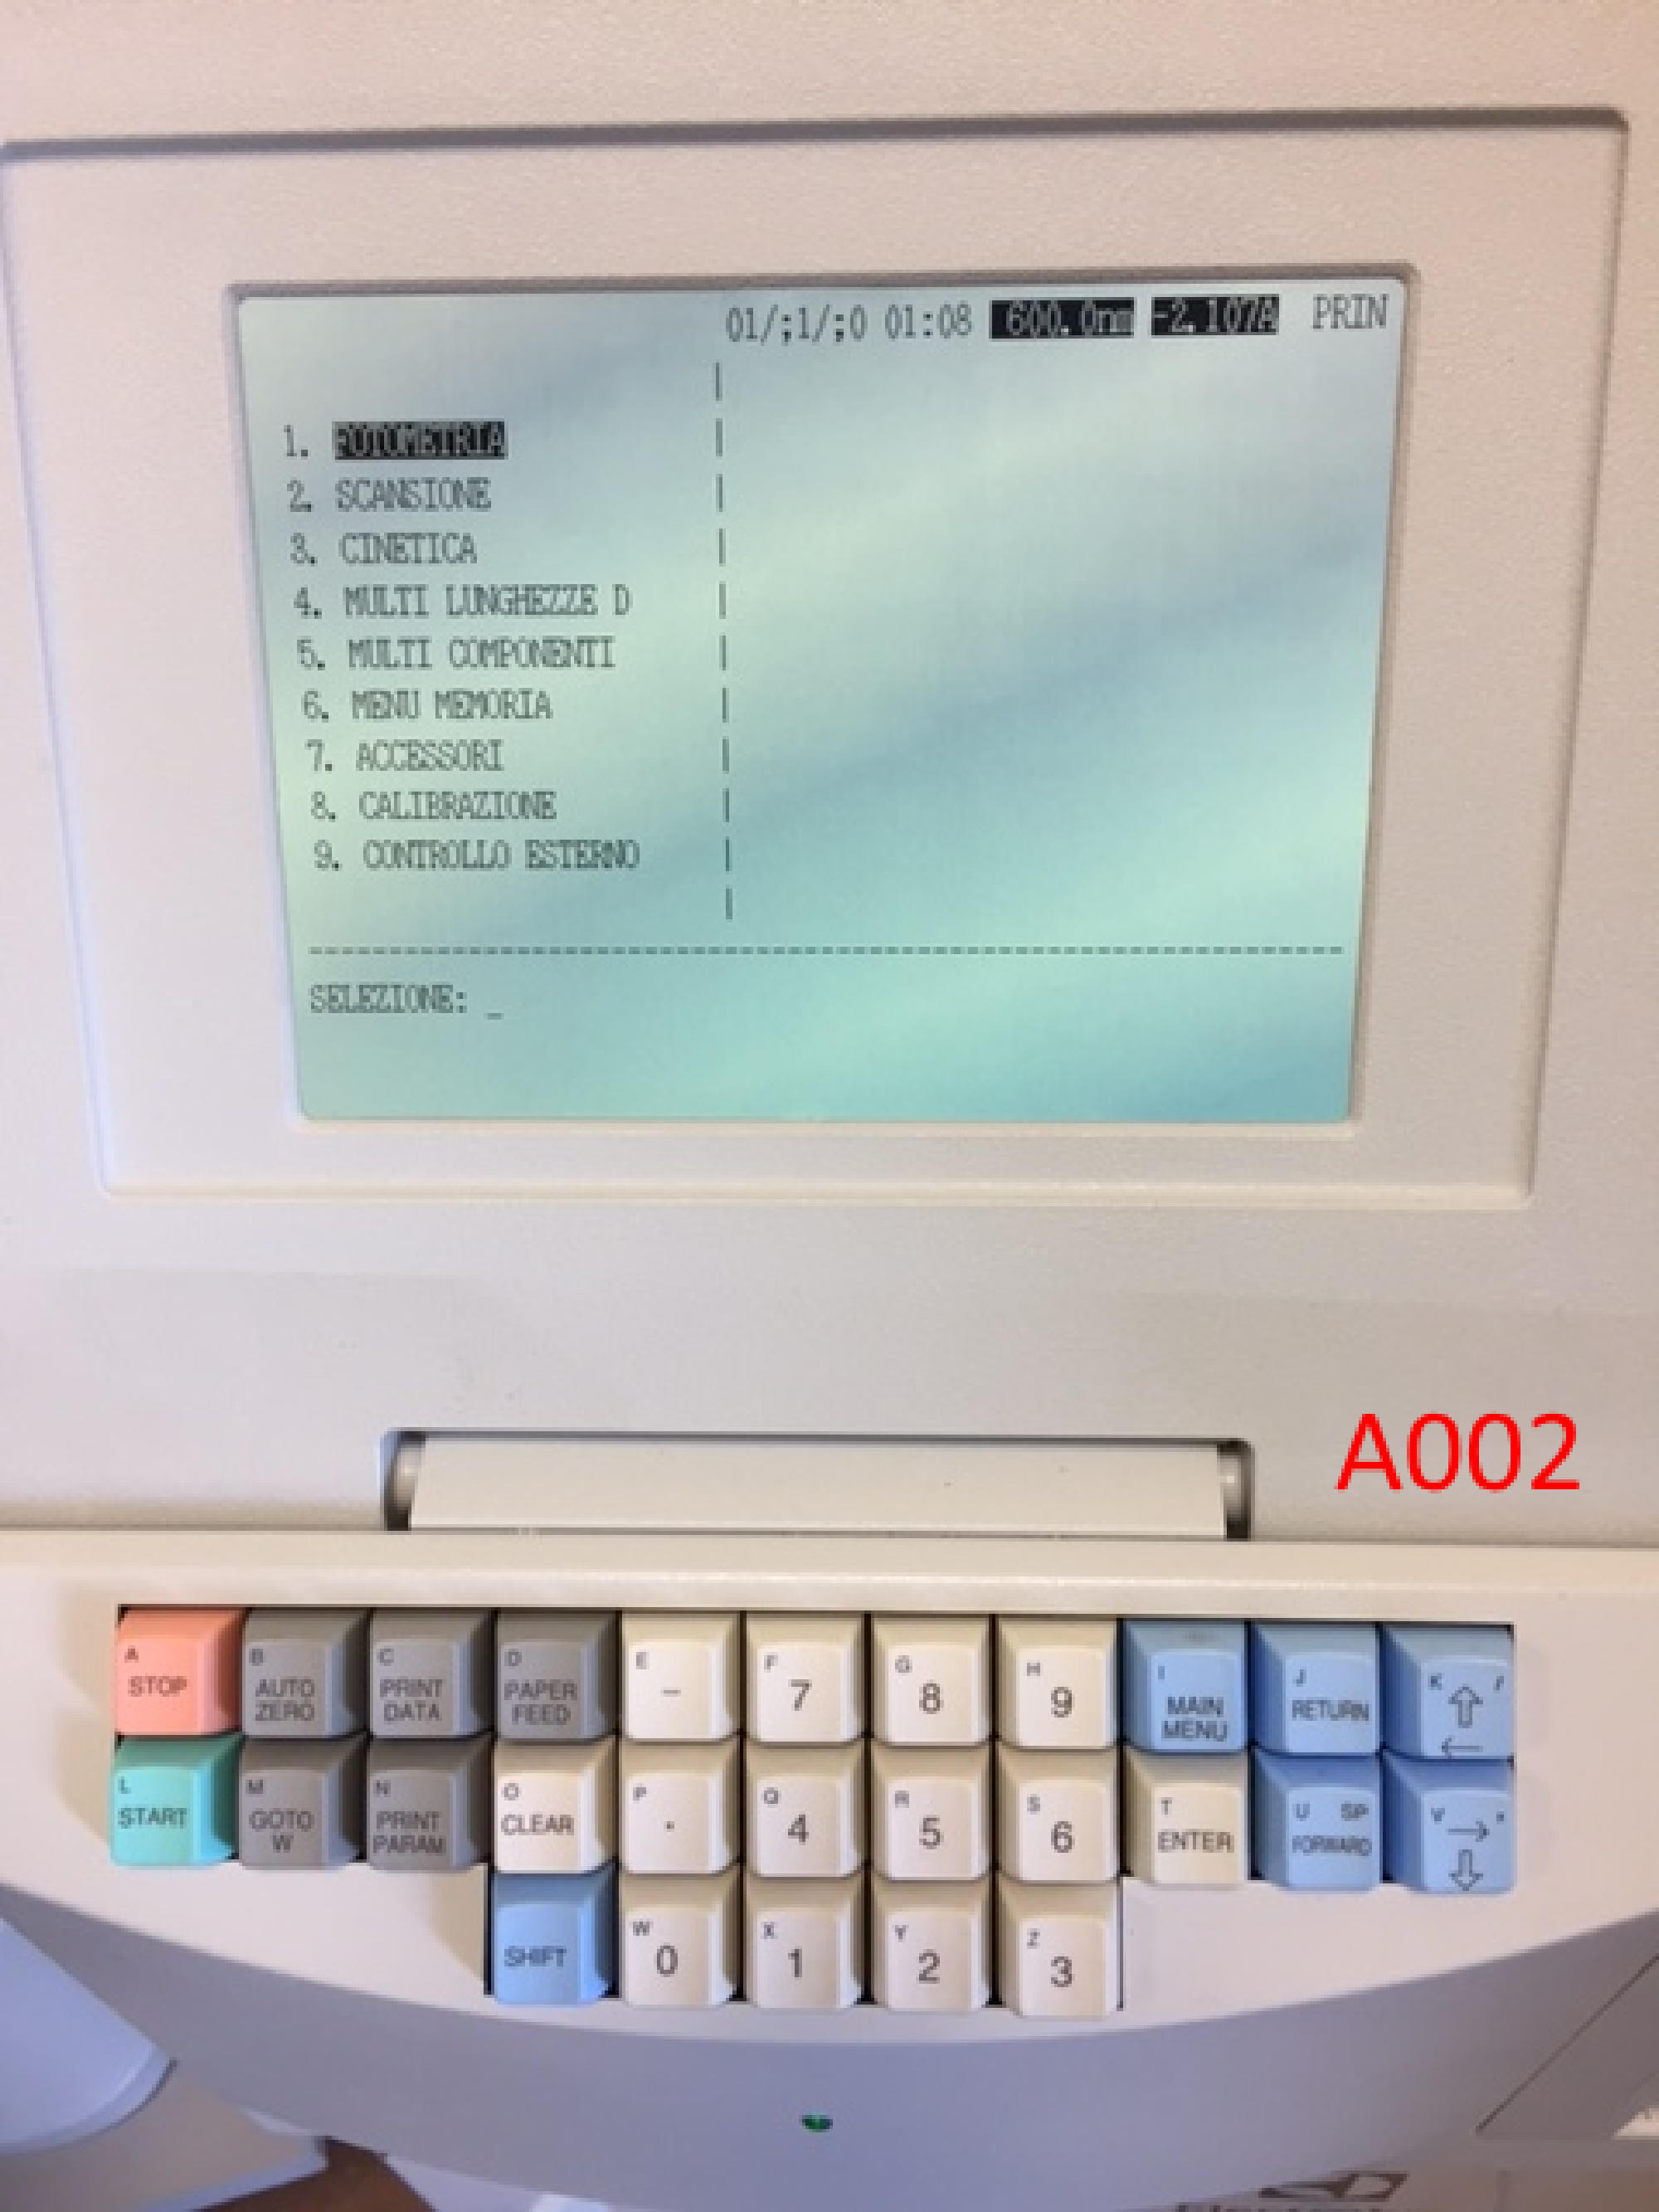 01/;1/;0 01:08 600.0nm -2.107A PRIN
1. FOTOMETRIA
2. SCANSIONE
3. CINETICA
4. MULTI LUNGHEZZE D
5. MULTI COMPONENTI
6. MENU MEMORIA
7. ACCESSORI
8. CALIBRAZIONE
9. CONTROLLO ESTERNO
SELEZIONE: _
A002
A STOP
B AUTO ZERO
C PRINT DATA
D PAPER FEED
E -
F 7
G 8
H 9
I MAIN MENU
J RETURN
K /
L START
M GOTO W
N PRINT PARAM
O CLEAR
P .
Q 4
R 5
S 6
T ENTER
U SP FORWARD
V
SHIFT
W 0
X 1
Y 2
Z 3